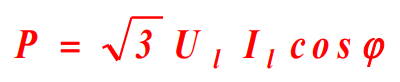 P = √3 U_l I_l cos φ